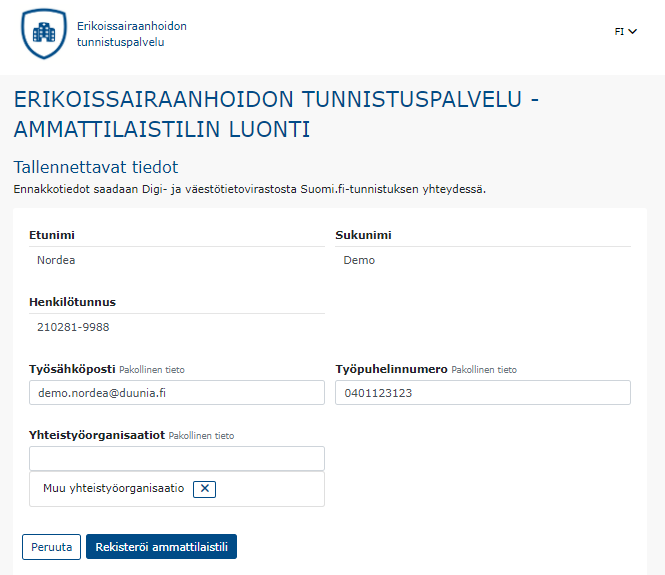 Erikoissairaanhoidon
tunnistuspalvelu
FI
ERIKOISSAIRAANHOIDON TUNNISTUSPALVELU -
AMMATTILAISTILIN LUONTI
Tallennettavat tiedot
Ennakkotiedot saadaan Digi- ja väestötietovirastosta Suomi.fi-tunnistuksen yhteydessä.
Etunimi
Sukunimi
Nordea
Demo
Henkilötunnus
210281-9988
Työsähköposti Pakollinen tieto
Työpuhelinnumero Pakollinen tieto
demo.nordea@duunia.fi
0401123123
Yhteistyöorganisaatiot Pakollinen tieto
Muu yhteistyöorganisaatio
Peruuta
Rekisteröi ammattilaistili